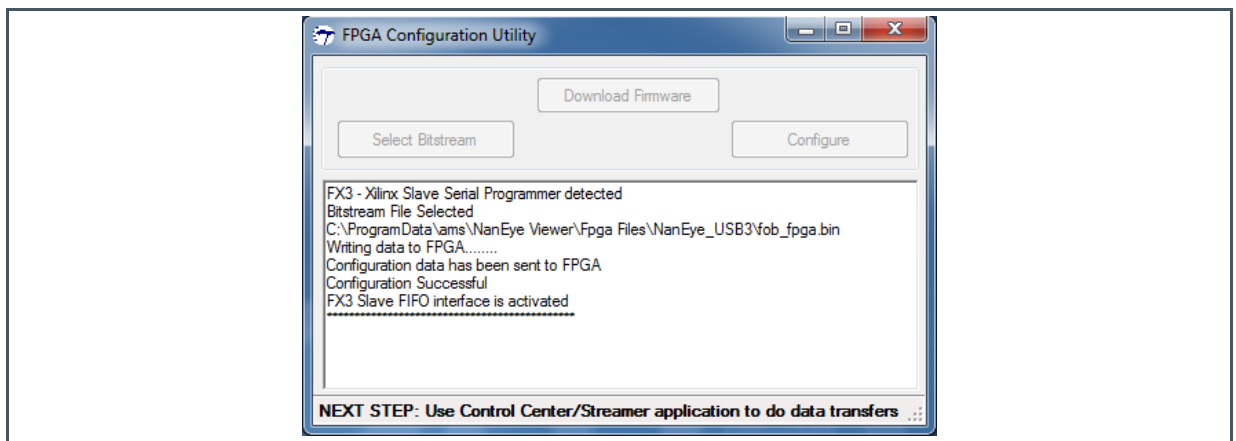 FPGA Configuration Utility
Download Firmware
Select Bitstream
Configure
FX3 - Xilinx Slave Serial Programmer detected
Bitstream File Selected
C:\ProgramData\ams\NanEye Viewer\Fpga Files\NanEye_USB3\fob_fpga.bin
Writing data to FPGA........
Configuration data has been sent to FPGA
Configuration Successful
FX3 Slave FIFO interface is activated
*********************************************
NEXT STEP: Use Control Center/Streamer application to do data transfers